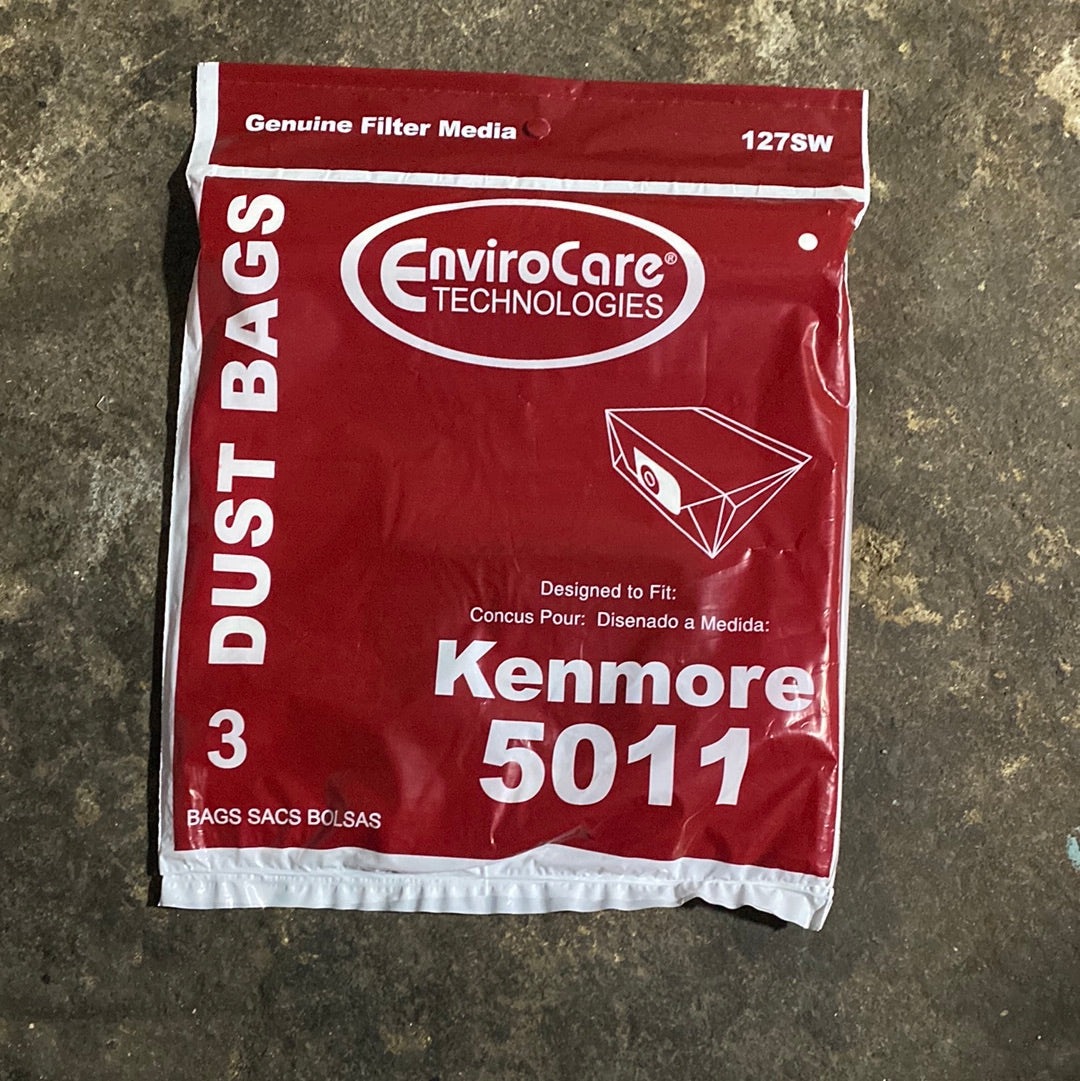 Genuine Filter Media
127SW
DUST BAGS
EnviroCare®
TECHNOLOGIES
Designed to Fit:
Concus Pour: Disenado a Medida:
Kenmore
5011
3
BAGS SACS BOLSAS